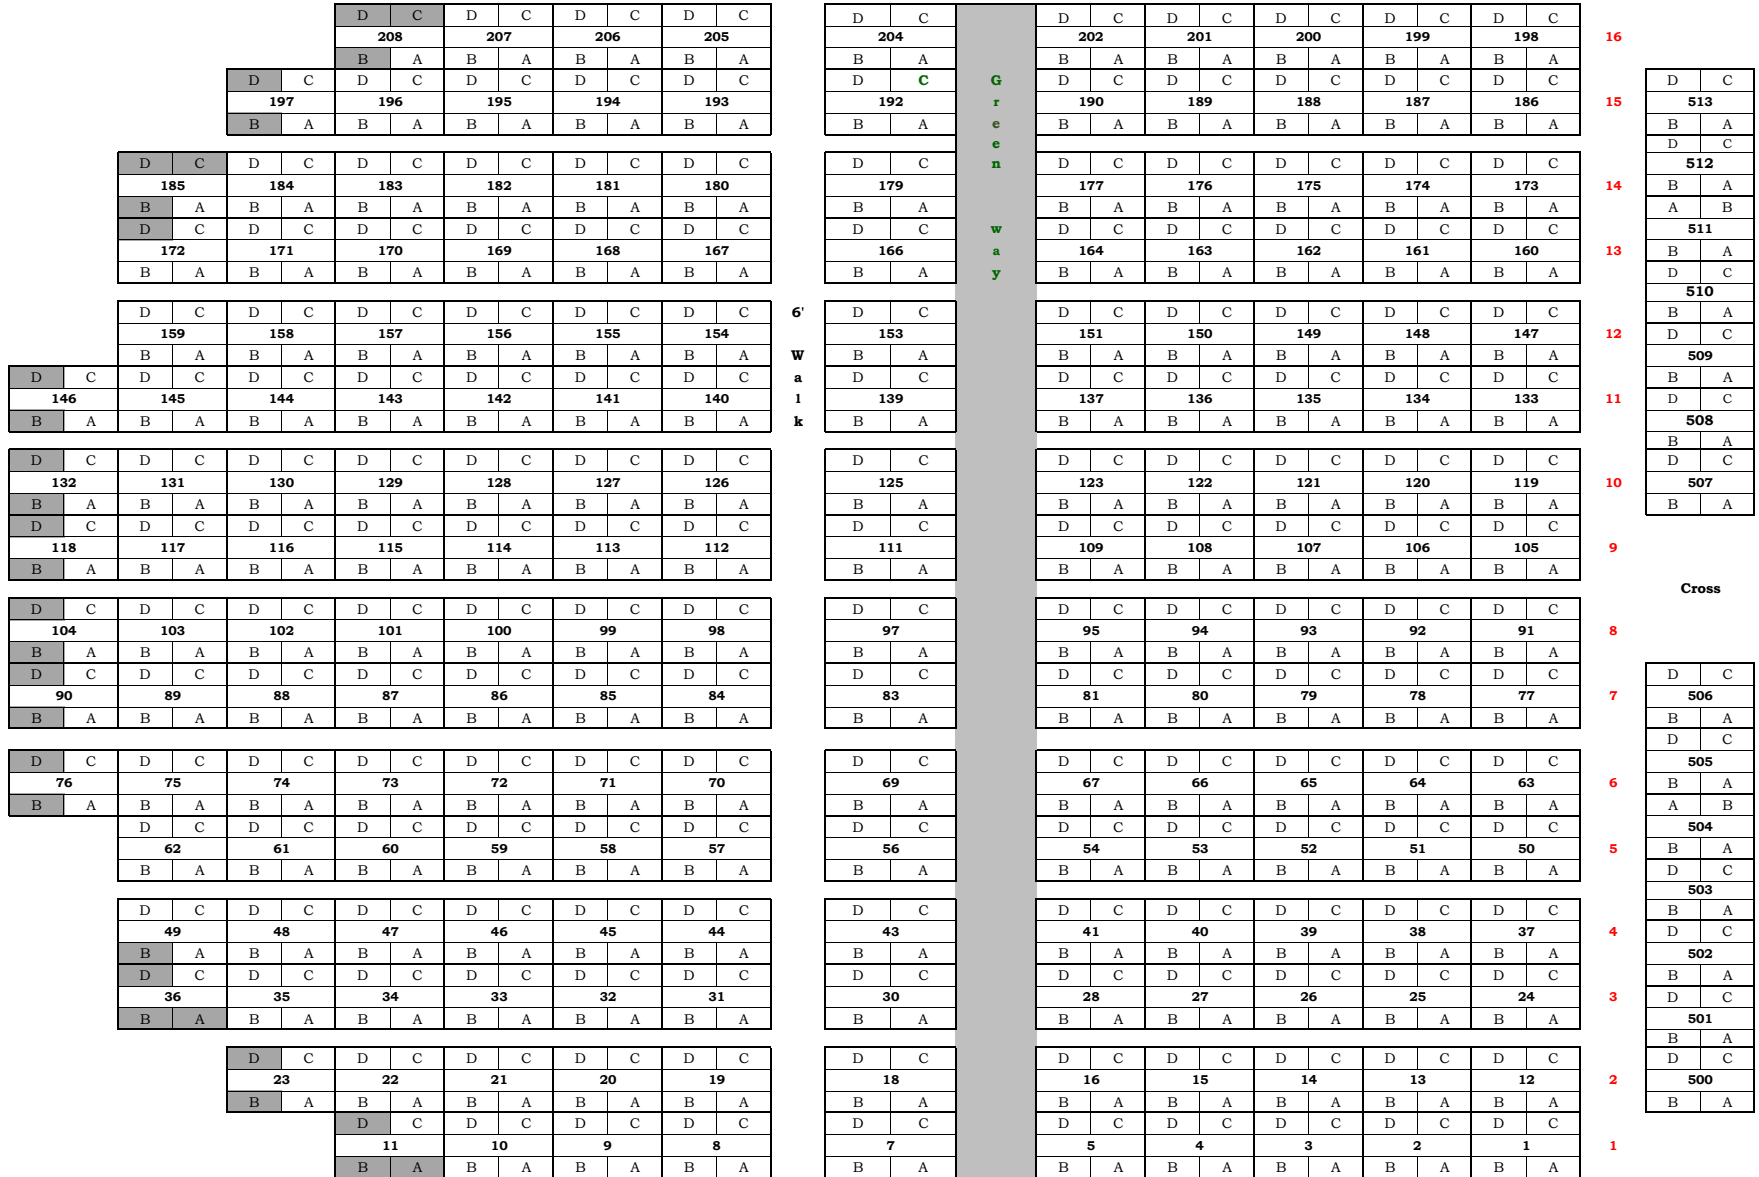 D C D C D C D C D C D C D C D C D C D C
208 207 206 205 204 202 201 200 199 198 16
B A B A B A B A B A B A B A B A B A B A
D C D C D C D C D C D C G D C D C D C D C D C D C
197 196 195 194 193 192 r 190 189 188 187 186 15 513
B A B A B A B A B A B A e B A B A B A B A B A B A
e D C
D C D C D C D C D C D C D C n D C D C D C D C D C 512
185 184 183 182 181 180 179 177 176 175 174 173 14 B A
B A B A B A B A B A B A B A B A B A B A B A B A A B
D C D C D C D C D C D C D C w D C D C D C D C D C 511
172 171 170 169 168 167 166 a 164 163 162 161 160 13 B A
B A B A B A B A B A B A B A y B A B A B A B A B A D C
510
D C D C D C D C D C D C 6' D C D C D C D C D C D C B A
159 158 157 156 155 154 153 151 150 149 148 147 12 D C
B A B A B A B A B A B A W B A B A B A B A B A B A 509
D C D C D C D C D C D C D C a D C D C D C D C D C D C B A
146 145 144 143 142 141 140 l 139 137 136 135 134 133 11 D C
B A B A B A B A B A B A B A k B A B A B A B A B A B A 508
B A
D C D C D C D C D C D C D C D C D C D C D C D C D C D C
132 131 130 129 128 127 126 125 123 122 121 120 119 10 507
B A B A B A B A B A B A B A B A B A B A B A B A B A B A
D C D C D C D C D C D C D C D C D C D C D C D C D C
118 117 116 115 114 113 112 111 109 108 107 106 105 9
B A B A B A B A B A B A B A B A B A B A B A B A B A
Cross
D C D C D C D C D C D C D C D C D C D C D C D C D C
104 103 102 101 100 99 98 97 95 94 93 92 91 8
B A B A B A B A B A B A B A B A B A B A B A B A B A
D C D C D C D C D C D C D C D C D C D C D C D C D C D C
90 89 88 87 86 85 84 83 81 80 79 78 77 7 506
B A B A B A B A B A B A B A B A B A B A B A B A B A B A
D C
D C D C D C D C D C D C D C D C D C D C D C D C D C 505
76 75 74 73 72 71 70 69 67 66 65 64 63 6 B A
B A B A B A B A B A B A B A B A B A B A B A B A B A A B
D C D C D C D C D C D C D C D C D C D C D C D C 504
62 61 60 59 58 57 56 54 53 52 51 50 5 B A
B A B A B A B A B A B A B A B A B A B A B A B A D C
503
D C D C D C D C D C D C D C D C D C D C D C D C B A
49 48 47 46 45 44 43 41 40 39 38 37 4 D C
B A B A B A B A B A B A B A B A B A B A B A B A 502
D C D C D C D C D C D C D C D C D C D C D C D C B A
36 35 34 33 32 31 30 28 27 26 25 24 3 D C
B A B A B A B A B A B A B A B A B A B A B A B A 501
B A
D C D C D C D C D C D C D C D C D C D C D C D C
23 22 21 20 19 18 16 15 14 13 12 2 500
B A B A B A B A B A B A B A B A B A B A B A B A
D C D C D C D C D C D C D C D C D C D C
11 10 9 8 7 5 4 3 2 1 1
B A B A B A B A B A B A B A B A B A B A